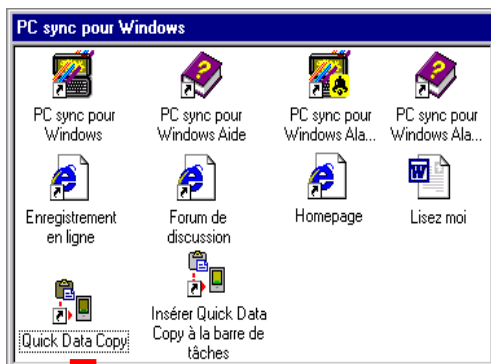 PC sync pour Windows
PC sync pour
Windows
PC sync pour
Windows Aide
PC sync pour
Windows Ala...
PC sync pour
Windows Ala...
Enregistrement
en ligne
Forum de
discussion
Homepage
Lisez moi
Quick Data Copy
Insérer Quick Data
Copy à la barre de
tâches